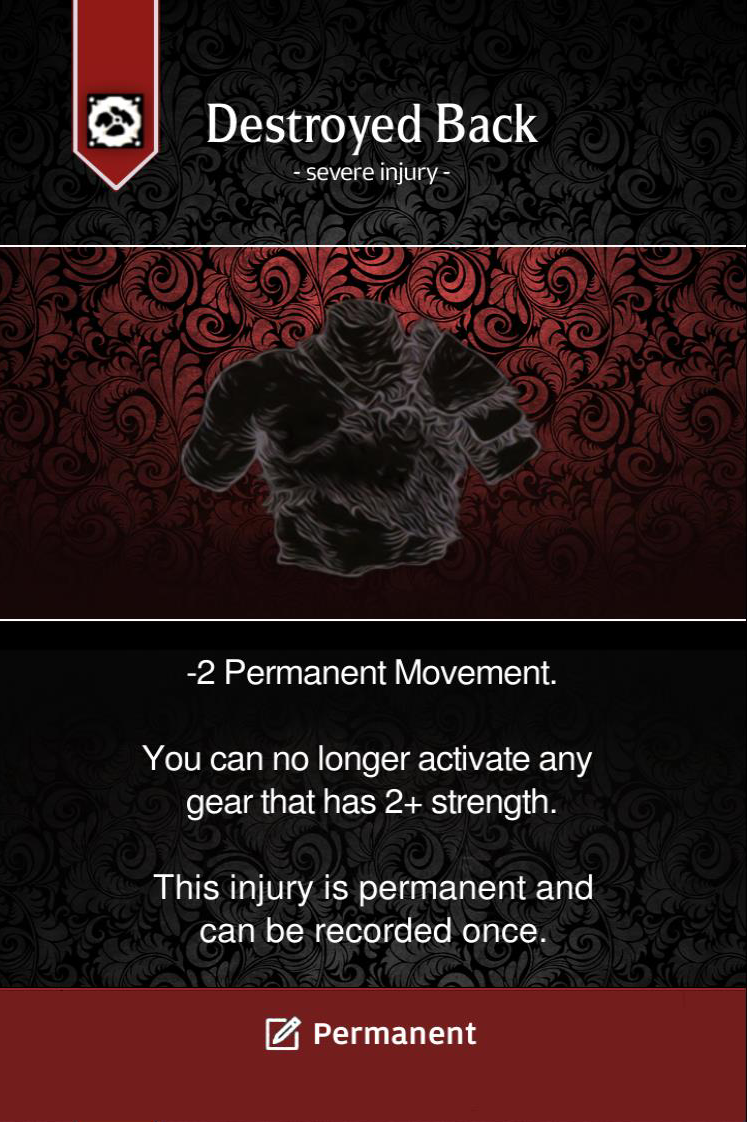 Destroyed Back
- severe injury -
-2 Permanent Movement.
You can no longer activate any
gear that has 2+ strength.
This injury is permanent and
can be recorded once.
Permanent